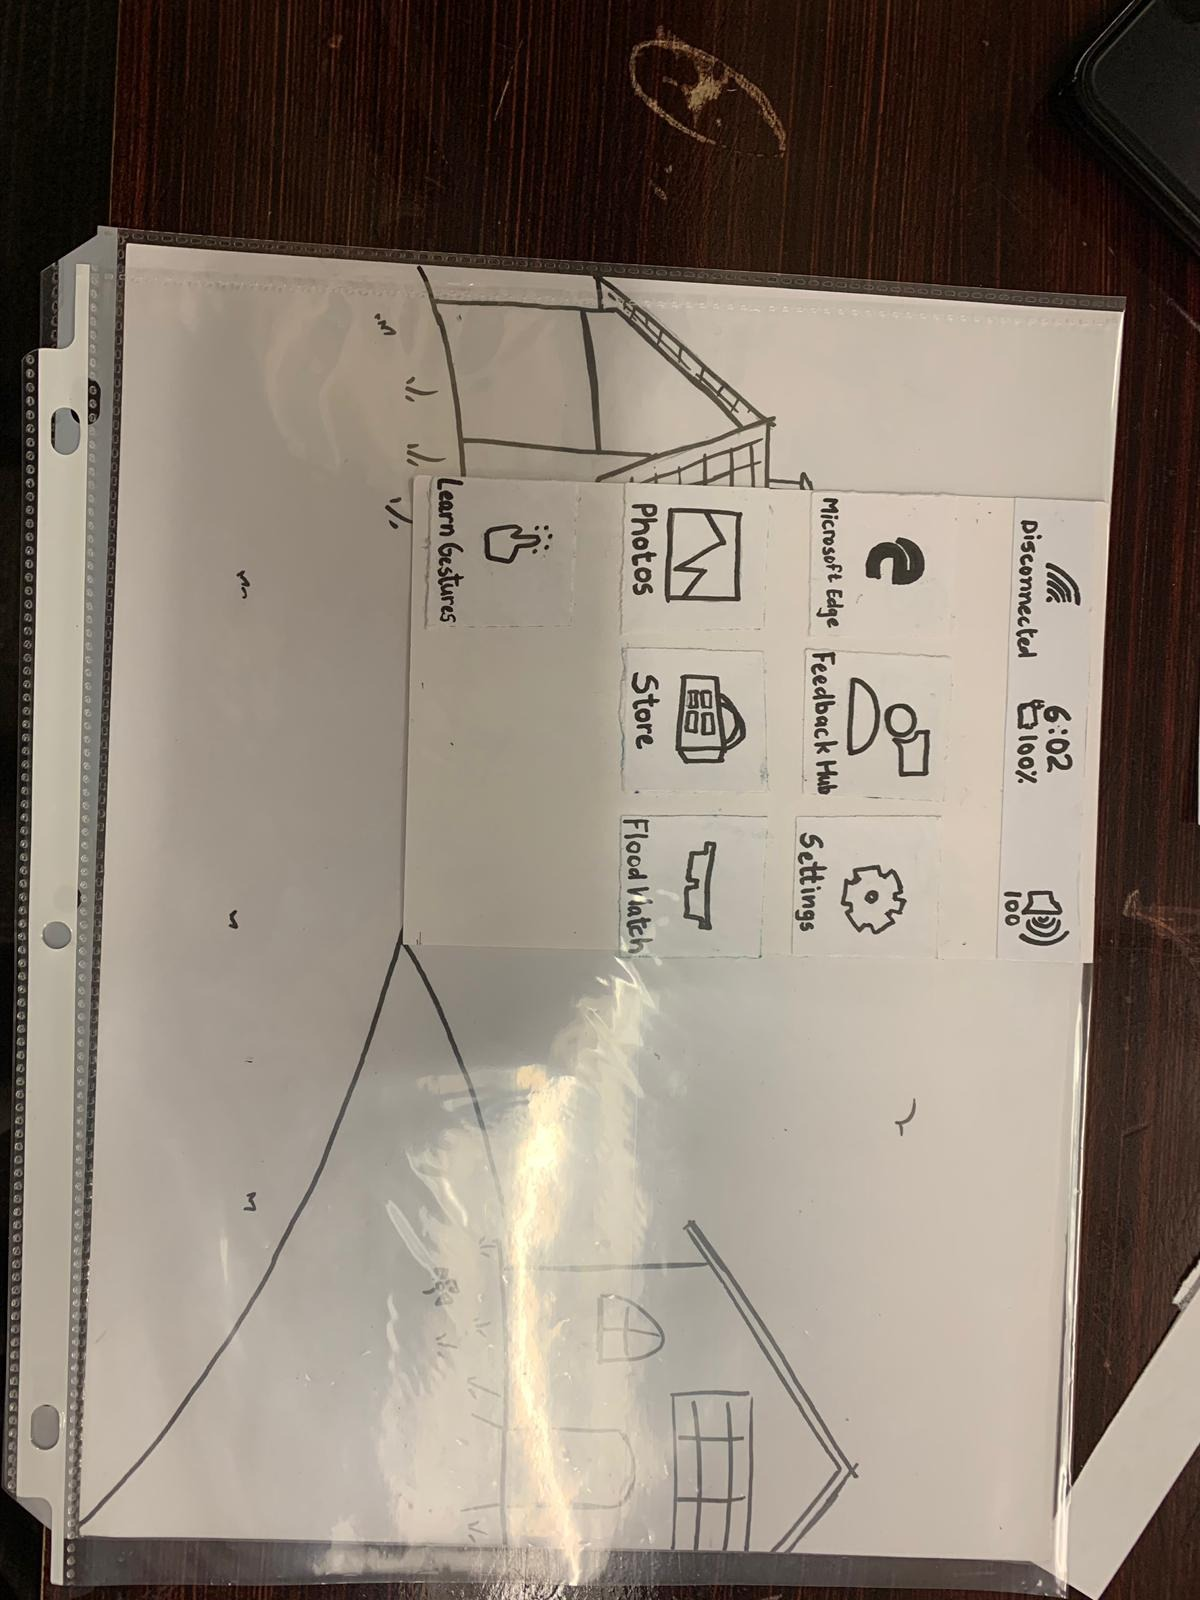 Disconnected
6:02
100%
100
Microsoft Edge
Feedback Hub
Settings
Photos
Store
Flood Watch
Learn Gestures